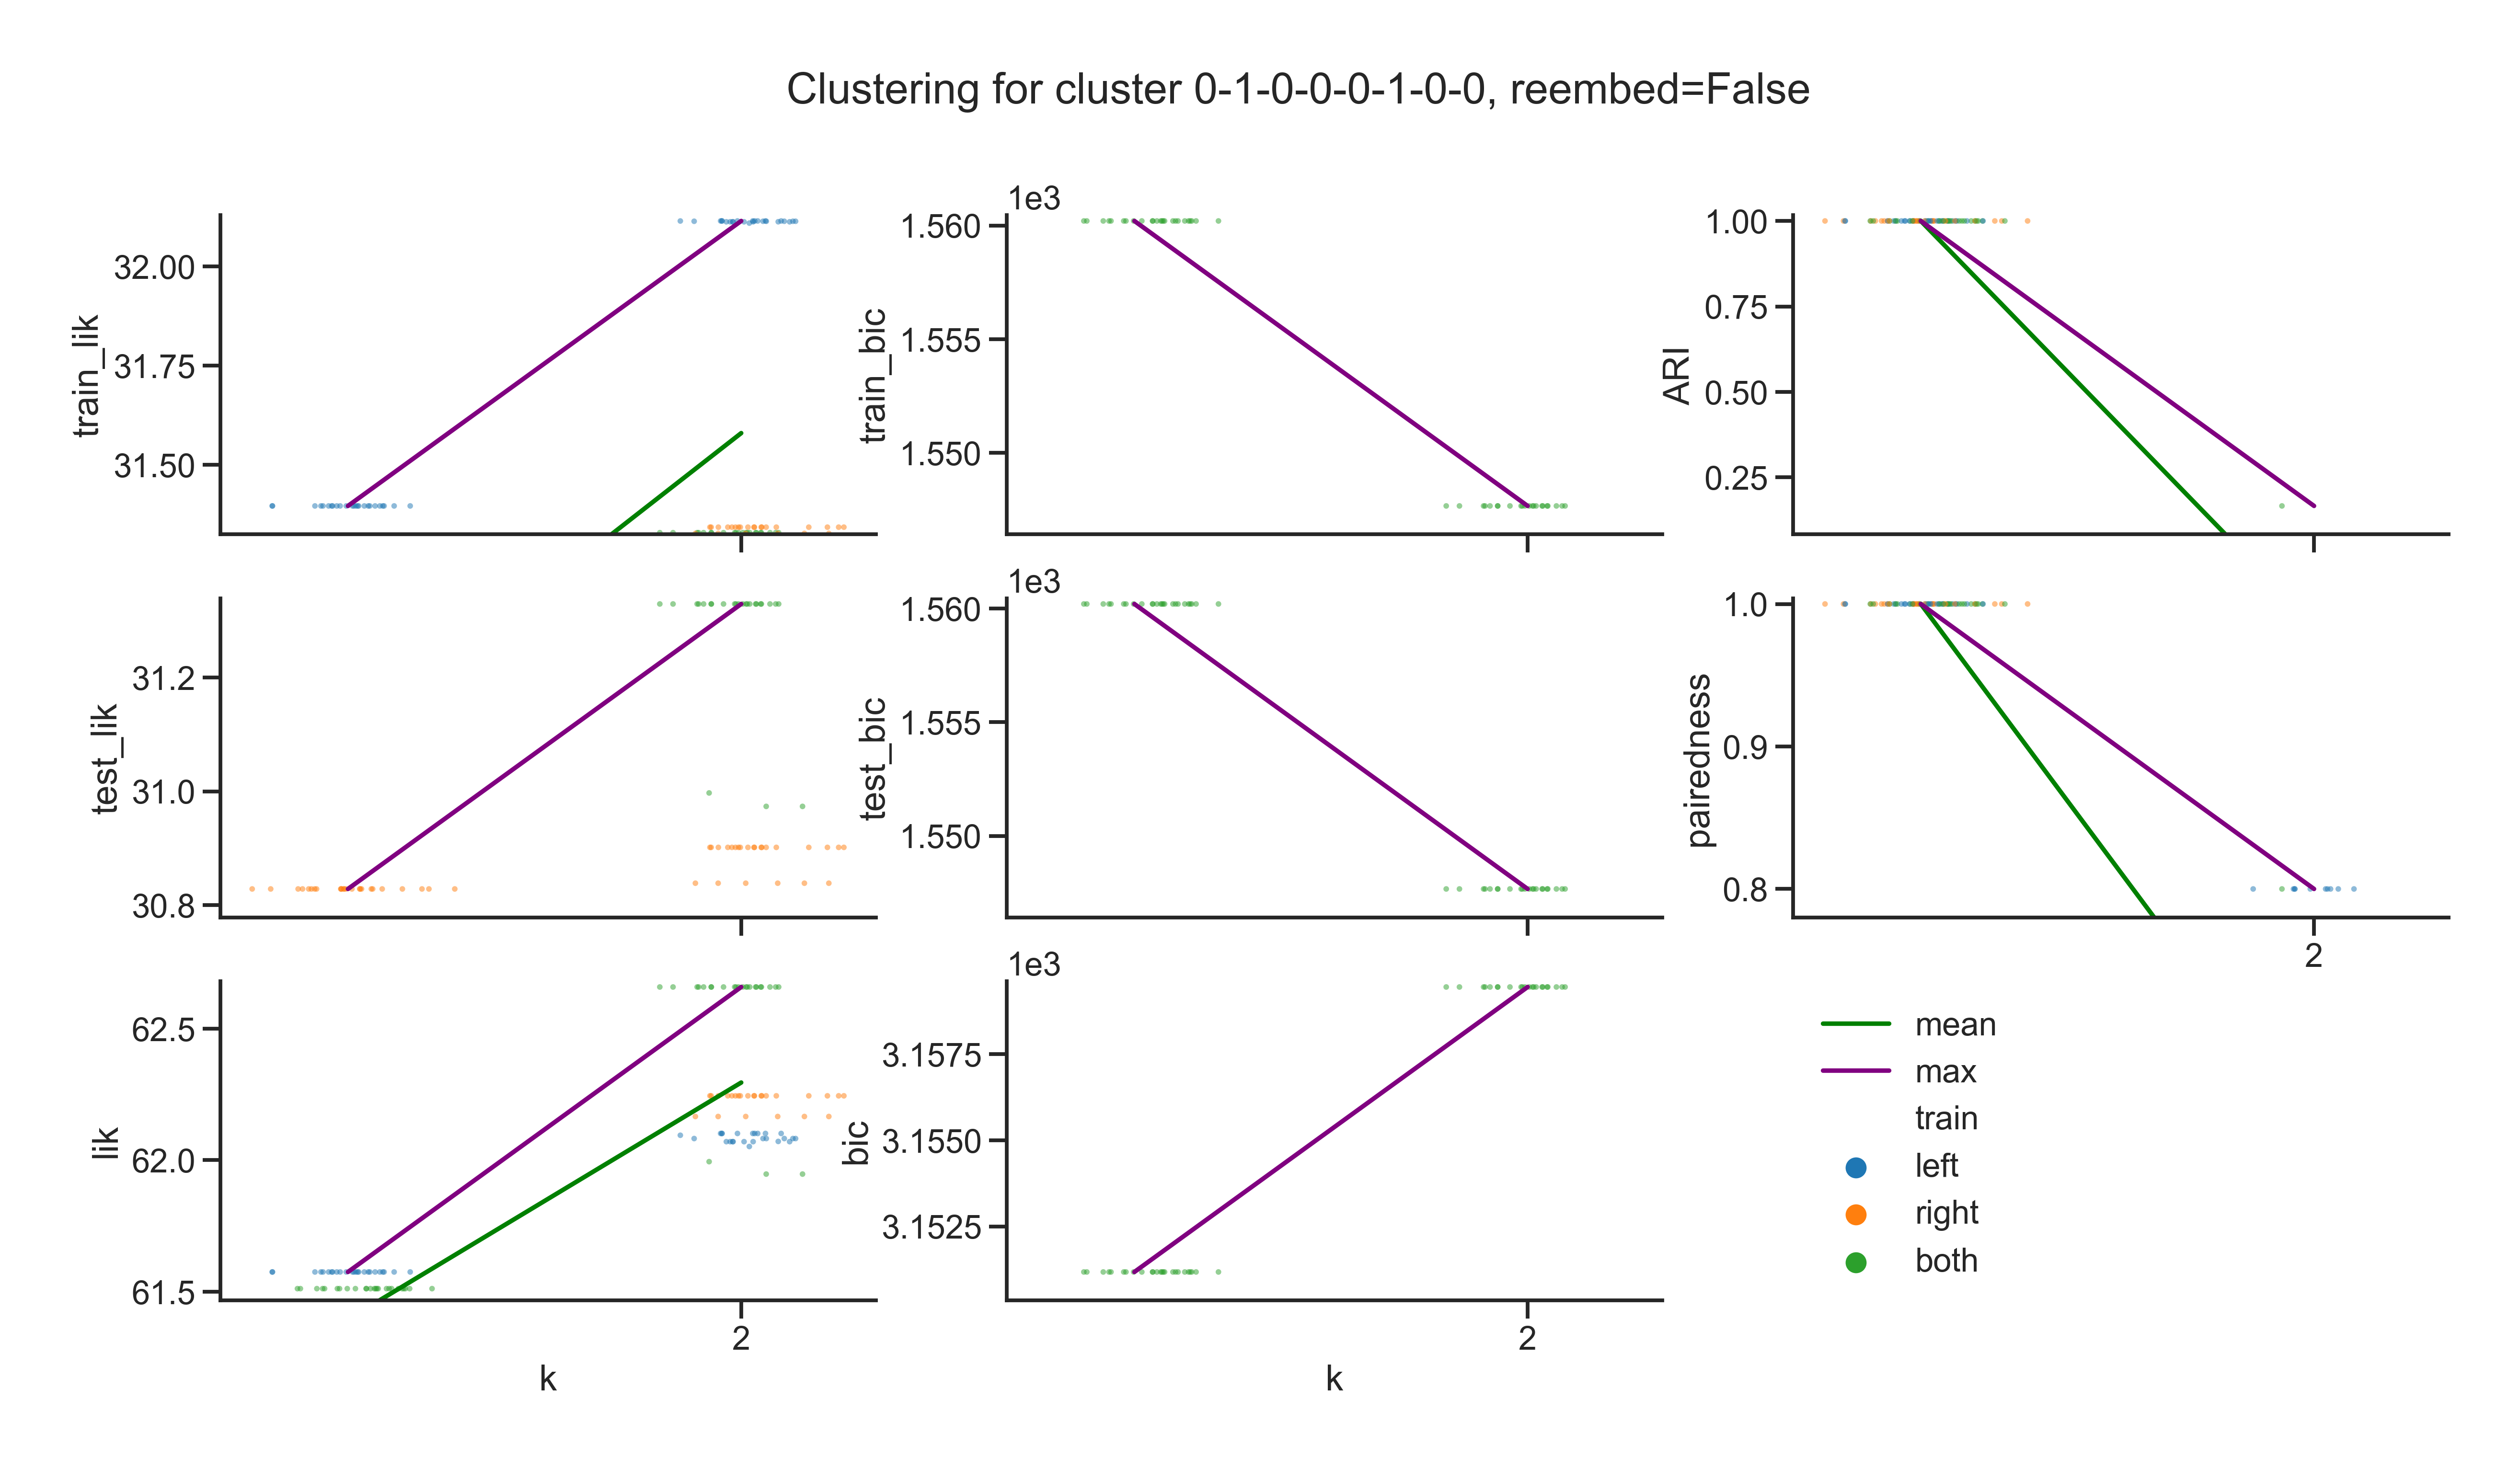 Clustering for cluster 0-1-0-0-0-1-0-0, reembed=False
train_lik
32.00
31.75
31.50
1e3
train_bic
1.560
1.555
1.550
ARI
1.00
0.75
0.50
0.25
test_lik
31.2
31.0
30.8
1e3
test_bic
1.560
1.555
1.550
pairedness
1.0
0.9
0.8
2
lik
62.5
62.0
61.5
2
k
1e3
bic
3.1575
3.1550
3.1525
2
k
mean
max
train
left
right
both